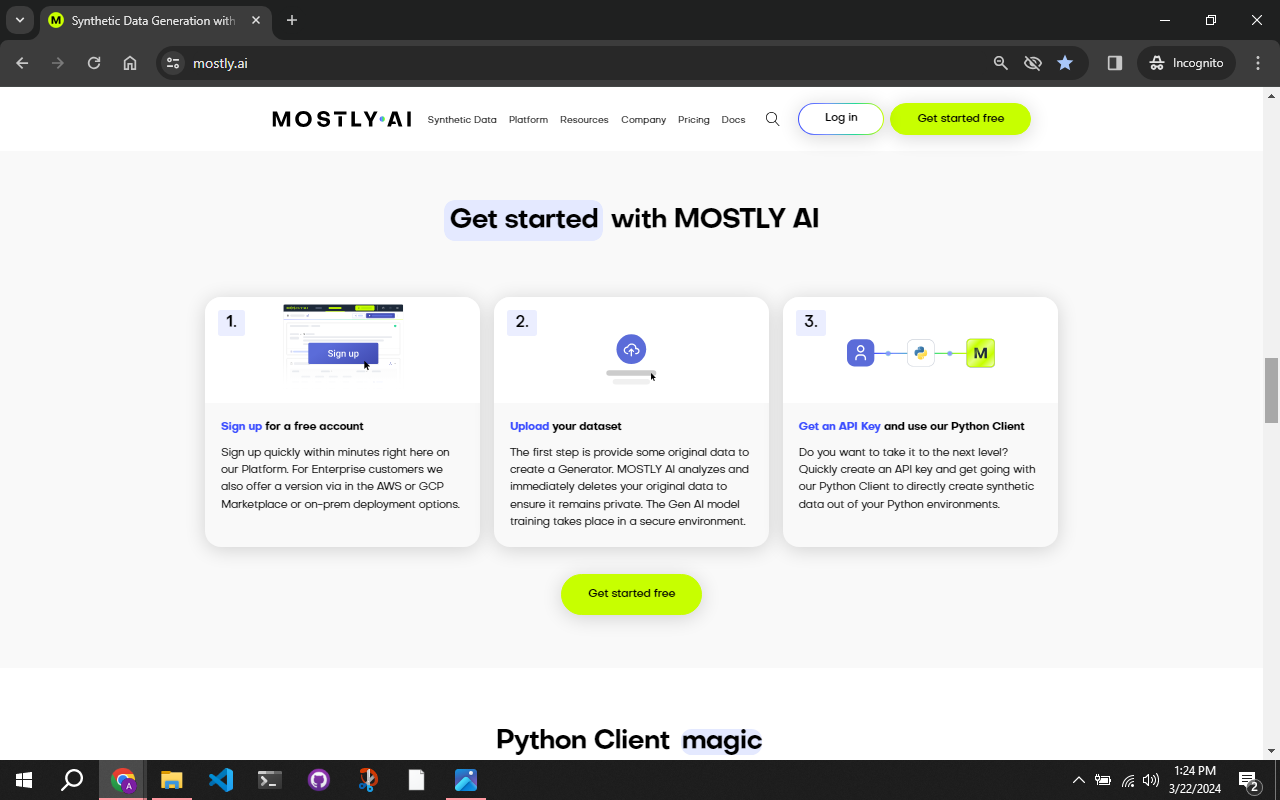 Synthetic Data Generation with
mostly.ai
Incognito
MOSTLY AI
Synthetic Data
Platform
Resources
Company
Pricing
Docs
Log in
Get started free
Get started with MOSTLY AI
1.
Sign up
Sign up for a free account
Sign up quickly within minutes right here on
our Platform. For Enterprise customers we
also offer a version via in the AWS or GCP
Marketplace or on-prem deployment options.
2.
Upload your dataset
The first step is provide some original data to
create a Generator. MOSTLY AI analyzes and
immediately deletes your original data to
ensure it remains private. The Gen AI model
training takes place in a secure environment.
3.
M
Get an API Key and use our Python Client
Do you want to take it to the next level?
Quickly create an API key and get going with
our Python Client to directly create synthetic
data out of your Python environments.
Get started free
Python Client magic
1:24 PM
3/22/2024
2